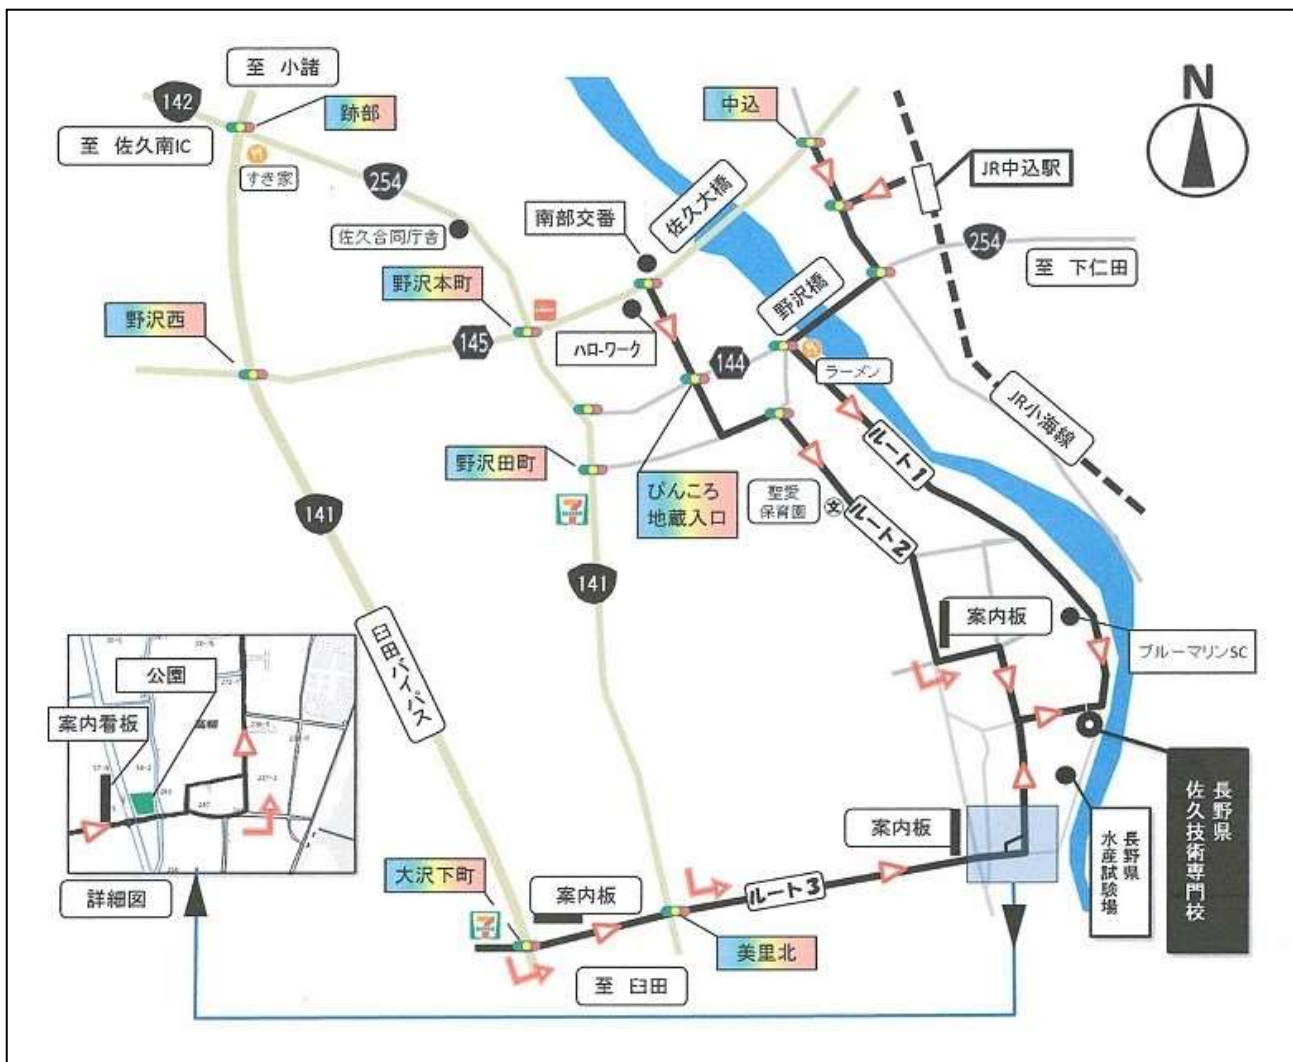 至 小諸
142
跡部
至 佐久南IC
すき家
254
佐久合同庁舎
中込
N
JR中込駅
佐久大橋
南部交番
254
至 下仁田
野沢本町
野沢橋
野沢西
145
ハローワーク
144
ラーメン
JR小海線
ルート1
野沢田町
ぴんころ
地蔵入口
聖愛
保育園
文
ルート2
7
141
141
臼田バイパス
案内板
ブルーマリンSC
公園
案内看板
詳細図
長野県
佐久技術専門校
長野県
水産試験場
案内板
大沢下町
案内板
ルート3
7
美里北
至 臼田